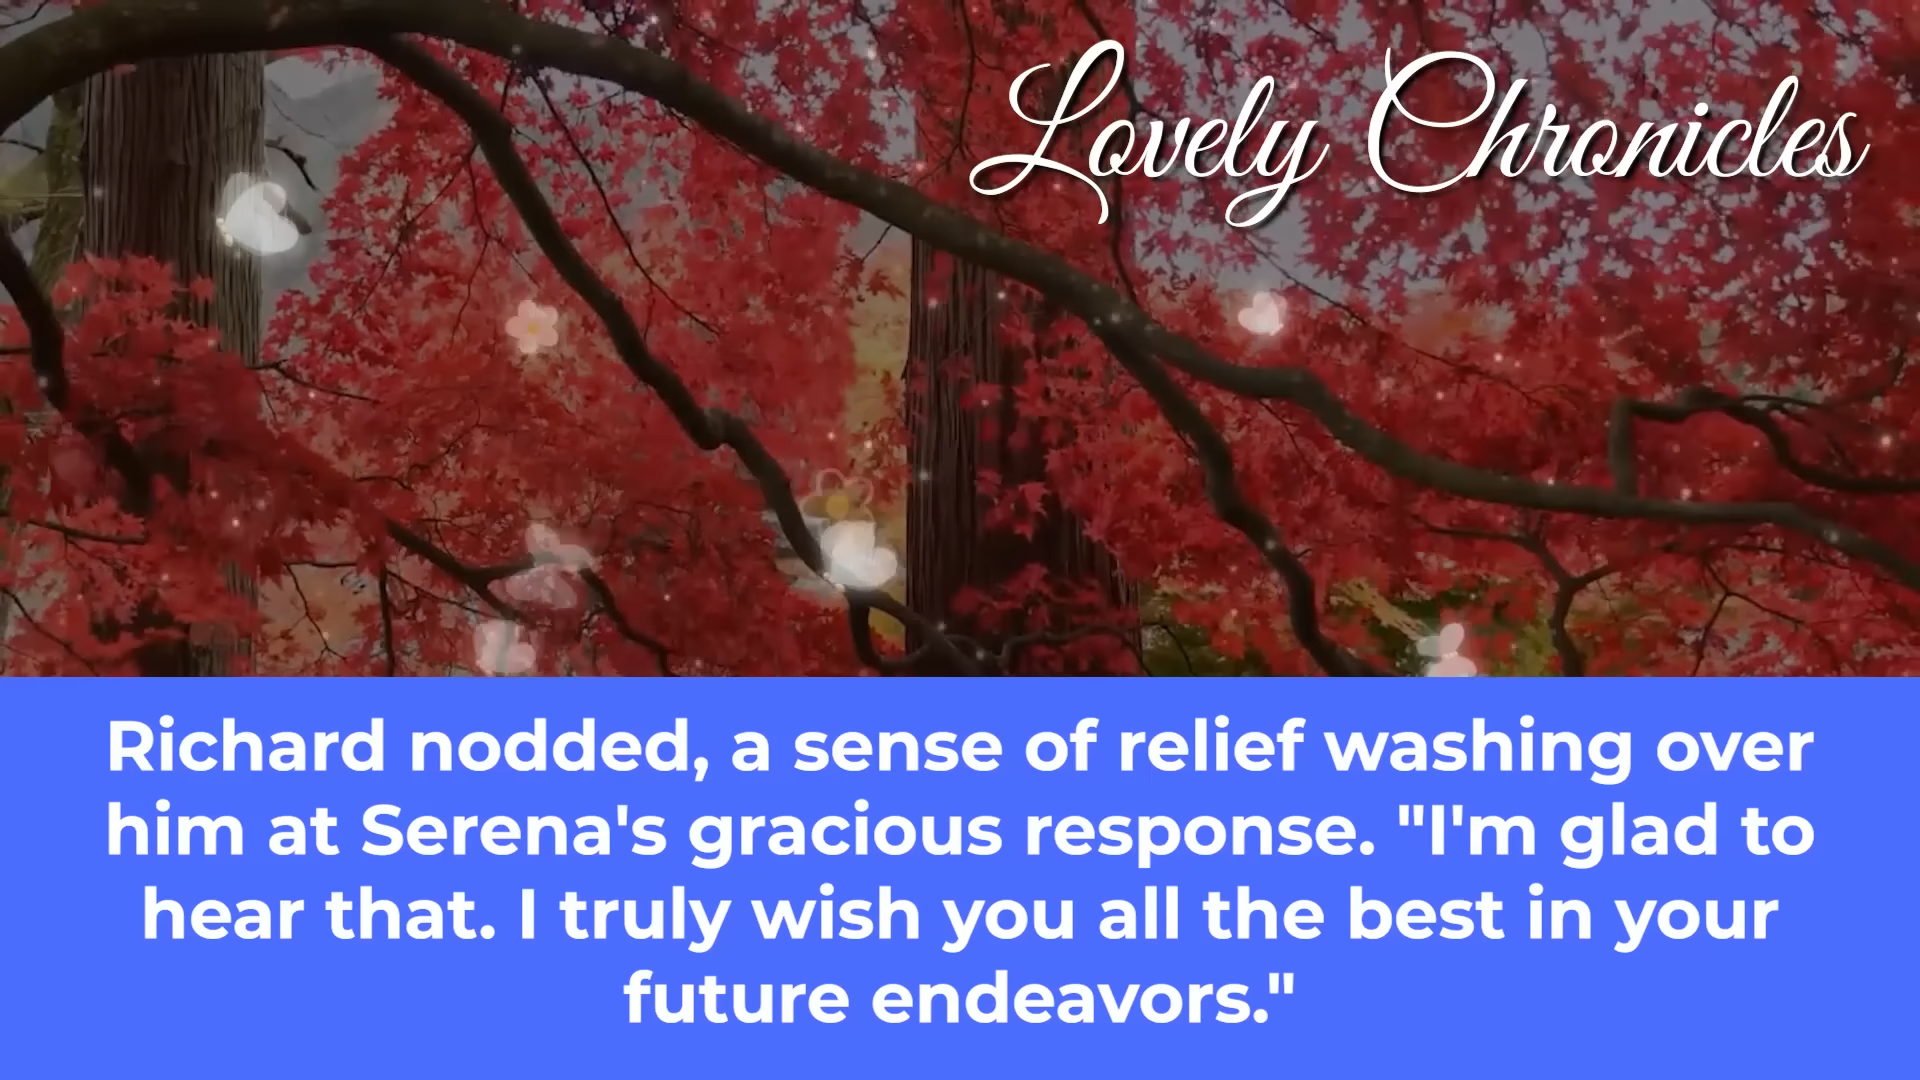 Lovely Chronicles
Richard nodded, a sense of relief washing over
him at Serena's gracious response. "I'm glad to
hear that. I truly wish you all the best in your
future endeavors."